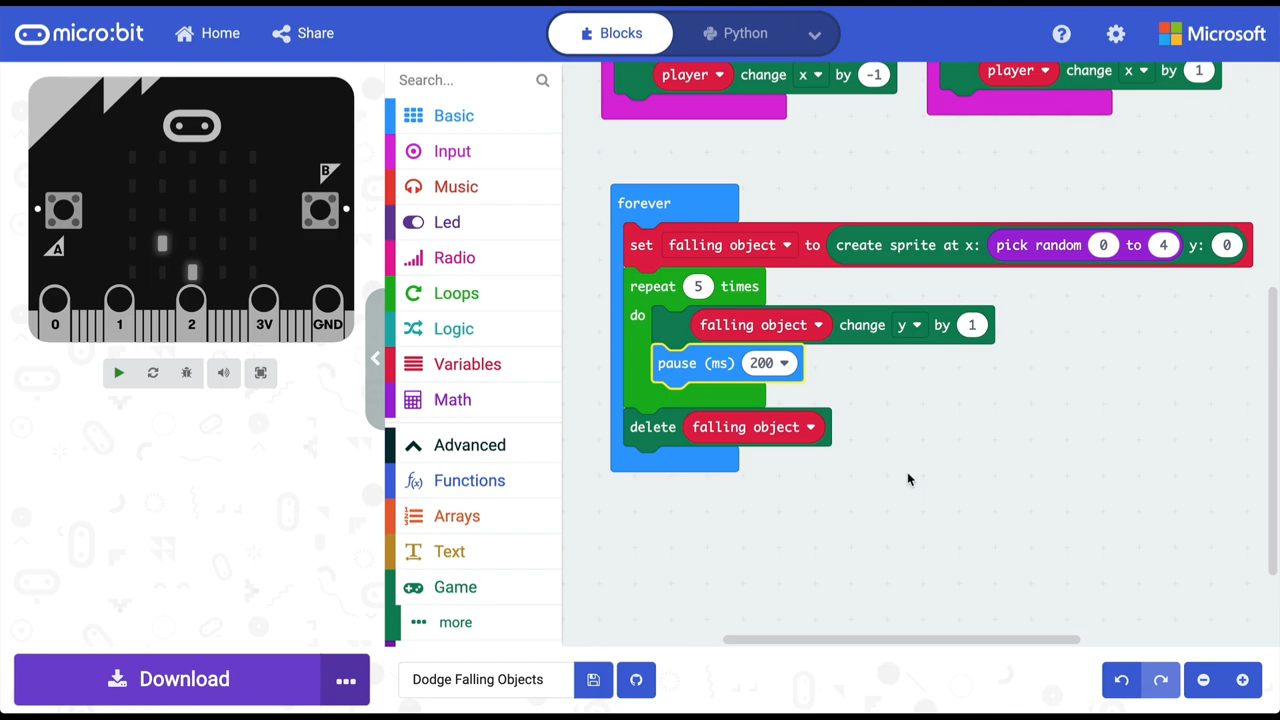 micro:bit
Home
Share
Blocks
Python
Microsoft
B
A
0 1 2 3V GND
Download
Search...
Basic
Input
Music
Led
Radio
Loops
Logic
Variables
Math
Advanced
Functions
Arrays
Text
Game
more
player change x by -1
player change x by 1
forever
set falling object to create sprite at x: pick random 0 to 4 y: 0
repeat 5 times
do falling object change y by 1
pause (ms) 200
delete falling object
Dodge Falling Objects